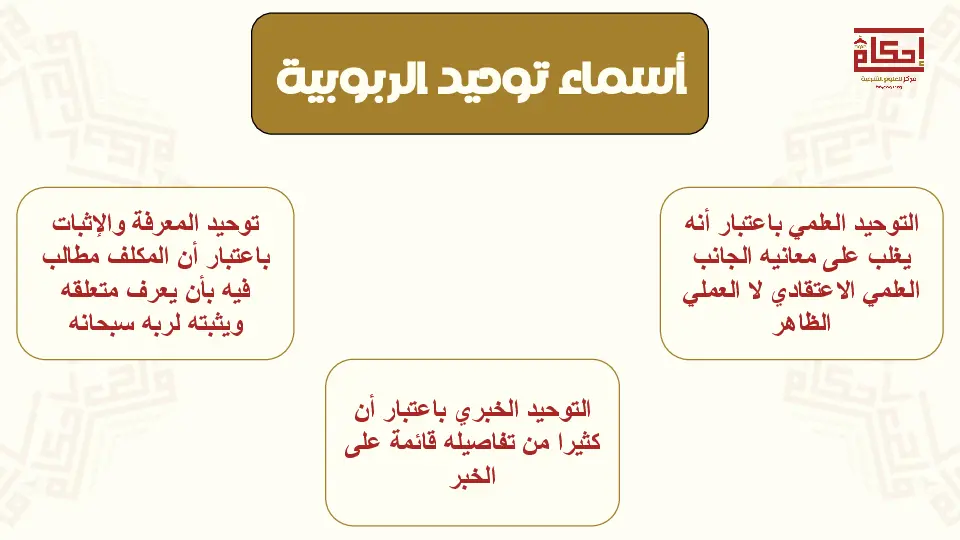 أسماء توحيد الربوبية
إحكام
مركز للعلوم الشرعية
التوحيد العلمي باعتبار أنه
يغلب على معانيه الجانب
العلمي الاعتقادي لا العملي
الظاهر
توحيد المعرفة والإثبات
باعتبار أن المكلف مطالب
فيه بأن يعرف متعلقه
ويثبته لربه سبحانه
التوحيد الخبري باعتبار أن
كثيرا من تفاصيله قائمة على
الخبر